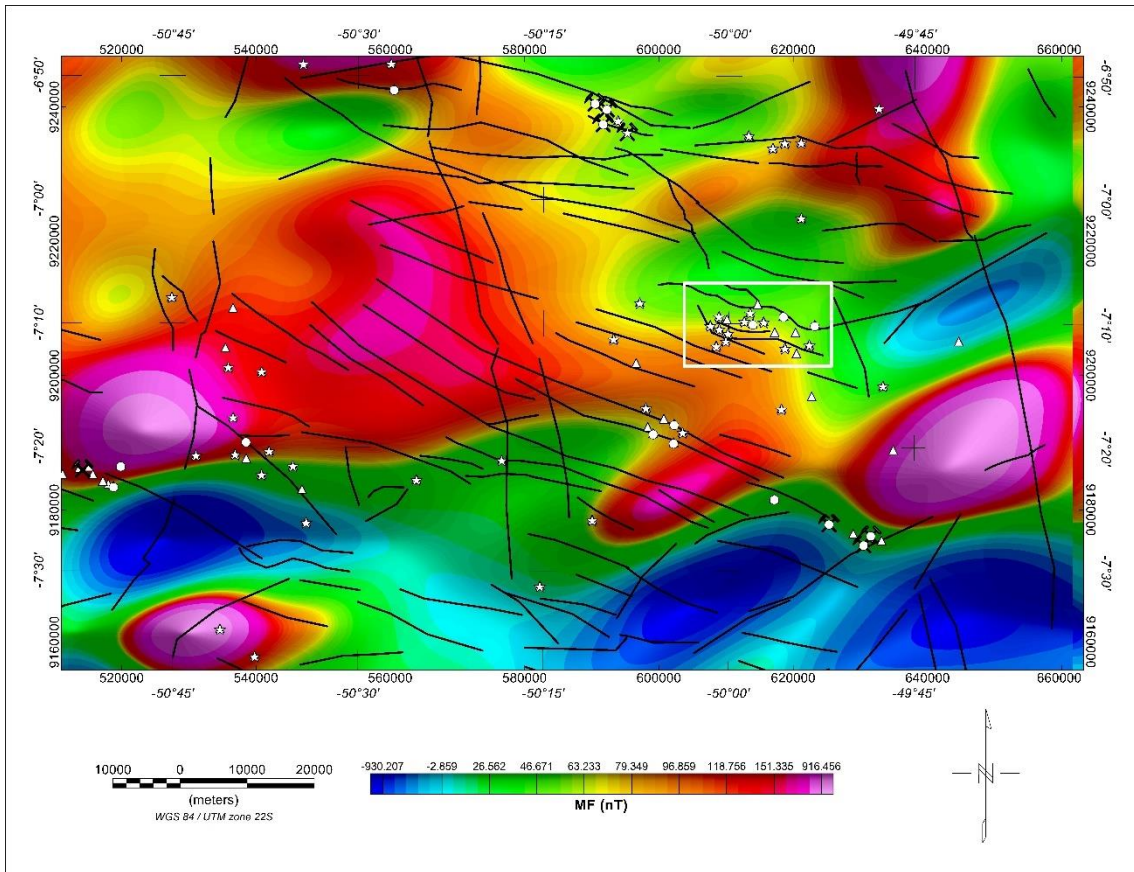 -50°45' -50°30' -50°15' -50°00' -49°45'
520000 540000 560000 580000 600000 620000 640000 660000
-6°50' -6°50'
9240000 9240000
-7°00' -7°00'
9220000 9220000
-7°10' -7°10'
9200000 9200000
-7°20' -7°20'
9180000 9180000
-7°30' -7°30'
9160000 9160000
520000 540000 560000 580000 600000 620000 640000 660000
-50°45' -50°30' -50°15' -50°00' -49°45'
10000 0 10000 20000
(meters)
WGS 84 / UTM zone 22S
-930.207 -2.859 26.562 46.671 63.233 79.349 96.859 118.756 151.335 916.456
MF (nT)
N